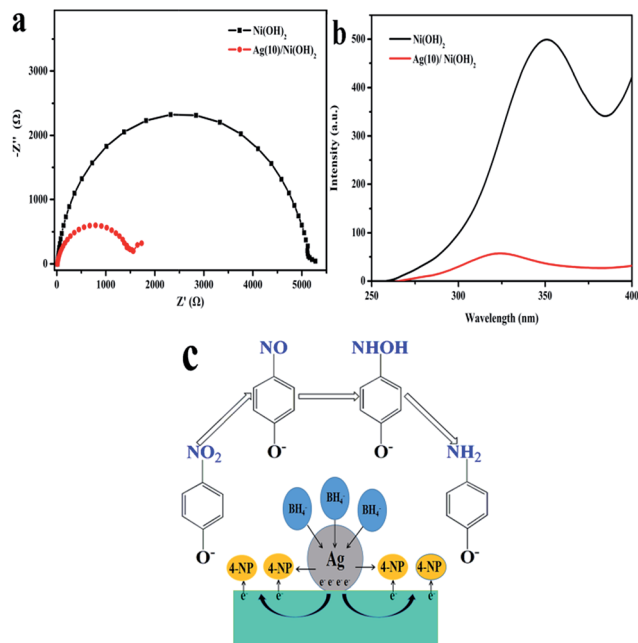 a
Ni(OH)₂
Ag(10)/Ni(OH)₂
-Z'' (Ω)
3000
2000
1000
0
0 1000 2000 3000 4000 5000
Z' (Ω)
b
Ni(OH)₂
Ag(10)/ Ni(OH)₂
Intensity (a.u.)
500
400
300
200
100
0
250 300 350 400
Wavelength (nm)
c
NO NHOH
O⁻ O⁻
NO₂ NH₂
O⁻ O⁻
BH₄⁻ BH₄⁻ BH₄⁻
Ag
4-NP 4-NP 4-NP 4-NP
e⁻ e⁻ e⁻ e⁻
e⁻ e⁻ e⁻ e⁻